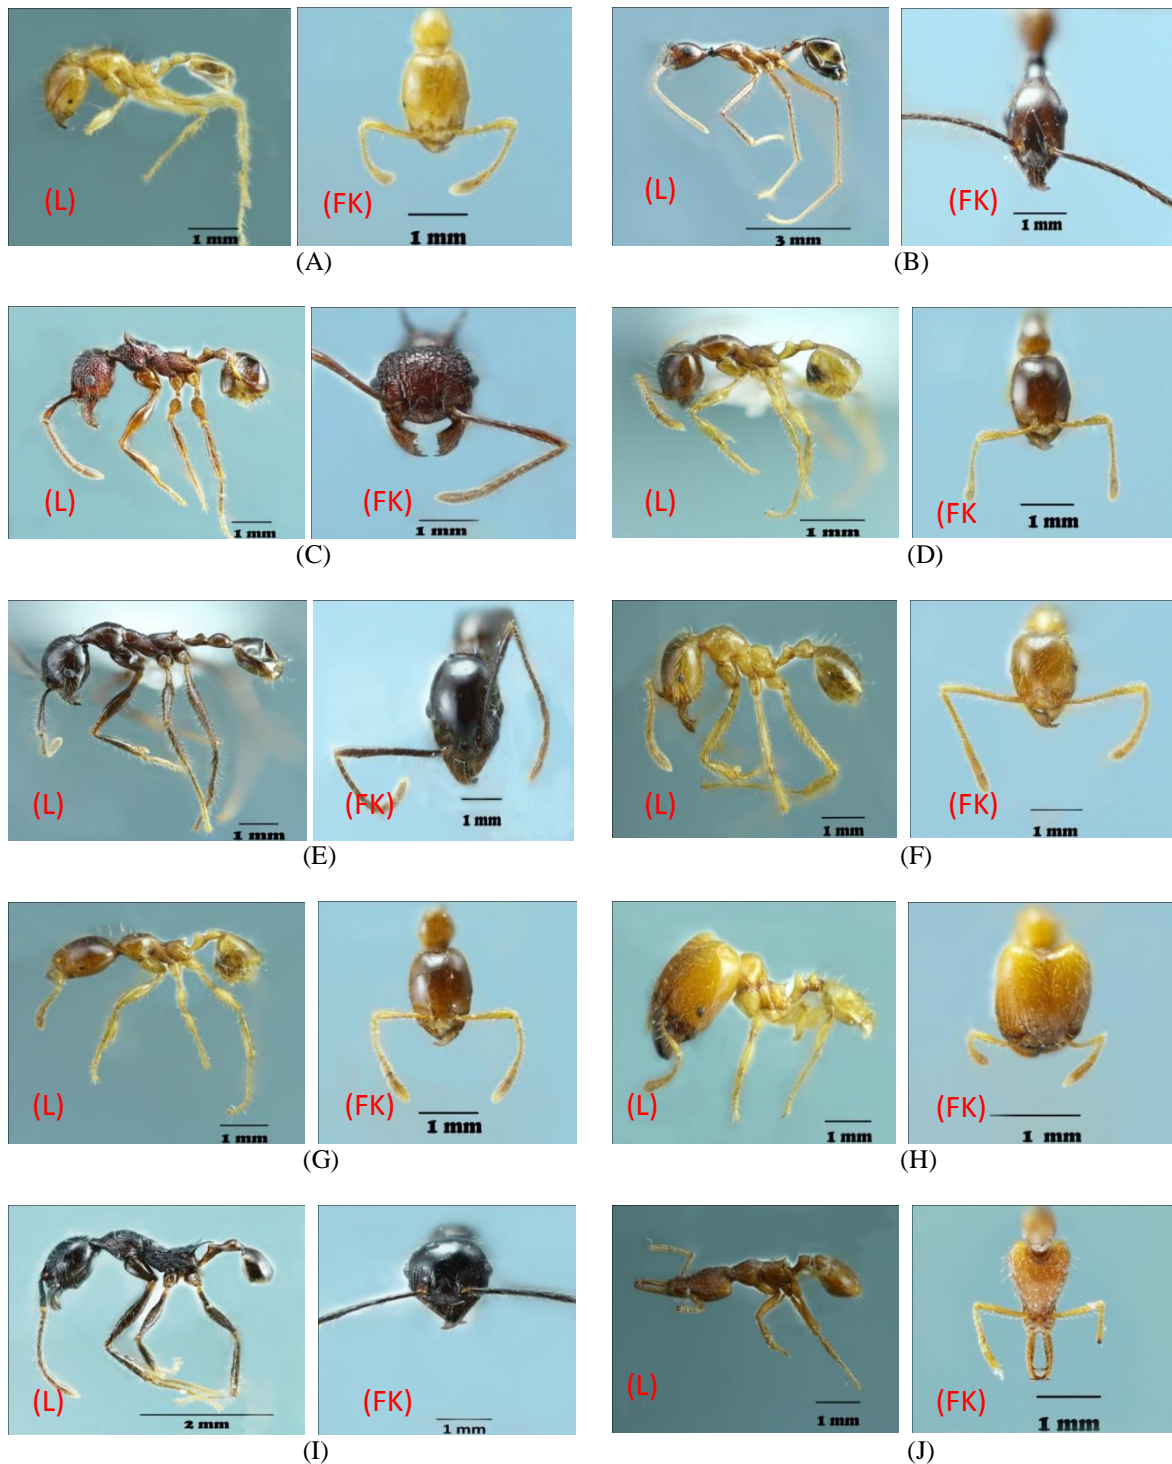 (L) (FK) (L) (FK)
1 mm 1 mm 3 mm 1 mm
(A) (B)
(L) (FK) (L) (FK
1 mm 1 mm 1 mm 1 mm
(C) (D)
(L) (FK) (L) (FK)
1 mm 1 mm 1 mm 1 mm
(E) (F)
(L) (FK) (L) (FK)
1 mm 1 mm 1 mm 1 mm
(G) (H)
(L) (FK) (L) (FK)
2 mm 1 mm 1 mm 1 mm
(I) (J)